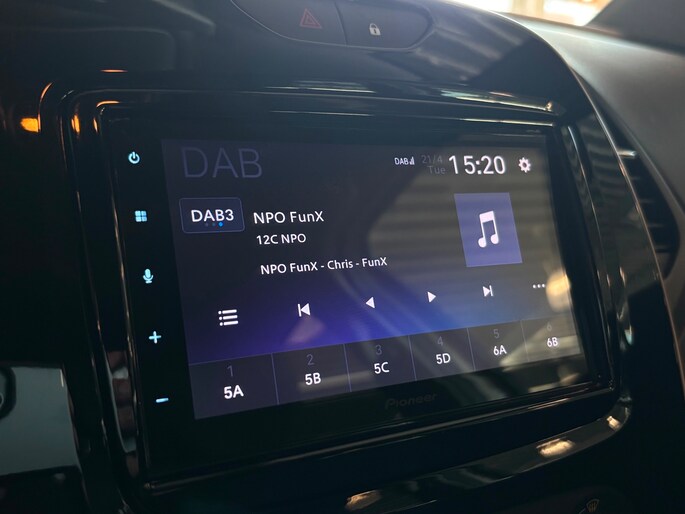 DAB
DAB 21/4 Tue 15:20
DAB3
NPO FunX
12C NPO
NPO FunX - Chris - FunX
1 2 3 4 5 6
5A 5B 5C 5D 6A 6B
Pioneer